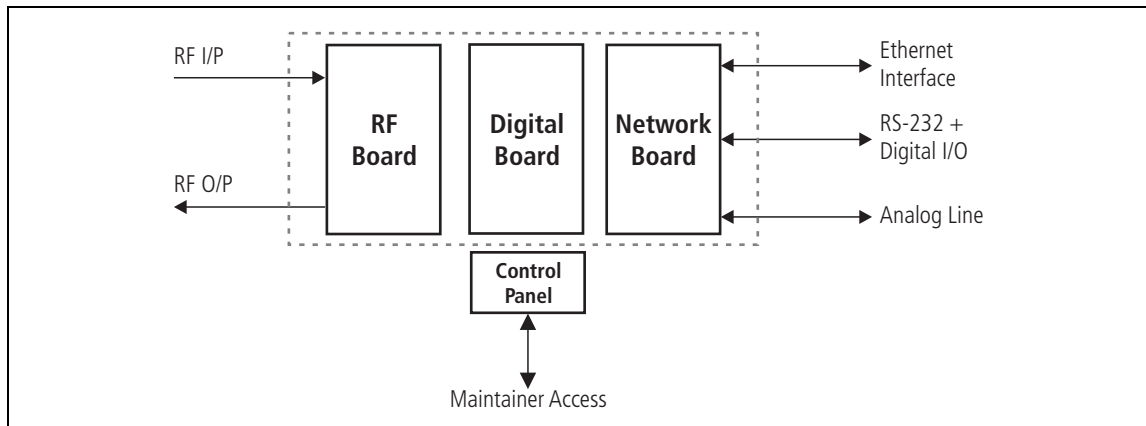 RF I/P
RF O/P
RF
Board
Digital
Board
Network
Board
Ethernet
Interface
RS-232 +
Digital I/O
Analog Line
Control
Panel
Maintainer Access